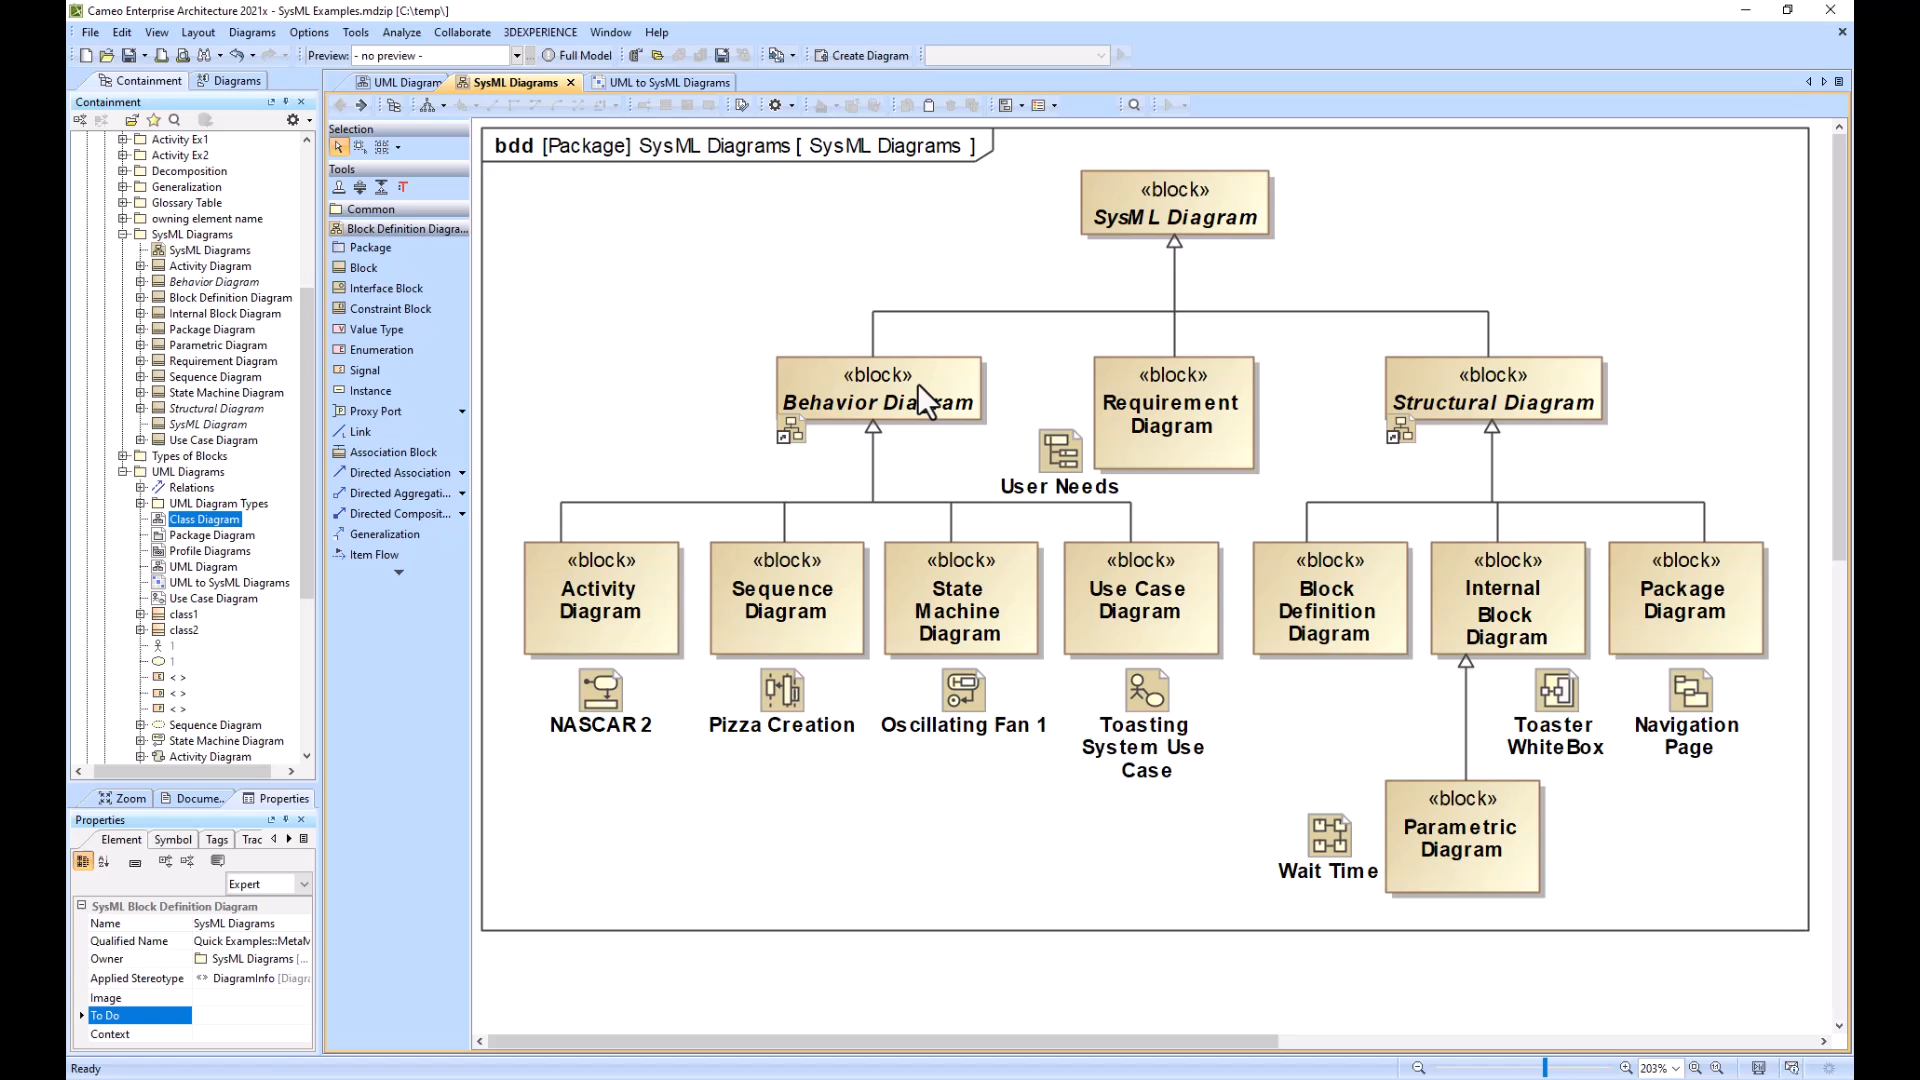 Cameo Enterprise Architecture 2021x - SysML Examples.mdzip [C:\temp\]
File Edit View Layout Diagrams Options Tools Analyze Collaborate 3DEXPERIENCE Window Help
Preview: - no preview - Full Model Create Diagram
Containment Diagrams
UML Diagram SysML Diagrams UML to SysML Diagrams
Containment
Activity Ex1
Activity Ex2
Decomposition
Generalization
Glossary Table
owning element name
SysML Diagrams
SysML Diagrams
Activity Diagram
Behavior Diagram
Block Definition Diagram
Internal Block Diagram
Package Diagram
Parametric Diagram
Requirement Diagram
Sequence Diagram
State Machine Diagram
Structural Diagram
SysML Diagram
Use Case Diagram
Types of Blocks
UML Diagrams
Relations
UML Diagram Types
Class Diagram
Package Diagram
Profile Diagrams
UML Diagram
UML to SysML Diagrams
Use Case Diagram
class1
class2
1
1
< >
< >
< >
Sequence Diagram
State Machine Diagram
Activity Diagram
Zoom Docume.. Properties
Properties
Element Symbol Tags Trac
Expert
SysML Block Definition Diagram
Name SysML Diagrams
Qualified Name Quick Examples::MetaM
Owner SysML Diagrams [...
Applied Stereotype DiagramInfo [Diagra
Image
To Do
Context
Selection
Tools
Common
Block Definition Diagra...
Package
Block
Interface Block
Constraint Block
Value Type
Enumeration
Signal
Instance
Proxy Port
Link
Association Block
Directed Association
Directed Aggregati...
Directed Composit...
Generalization
Item Flow
bdd [Package] SysML Diagrams [ SysML Diagrams ]
«block»
SysML Diagram
«block»
Behavior Diagram
«block»
Requirement
Diagram
«block»
Structural Diagram
User Needs
«block»
Activity
Diagram
«block»
Sequence
Diagram
«block»
State
Machine
Diagram
«block»
Use Case
Diagram
«block»
Block
Definition
Diagram
«block»
Internal
Block
Diagram
«block»
Package
Diagram
NASCAR 2
Pizza Creation
Oscillating Fan 1
Toasting
System Use
Case
Toaster
WhiteBox
Navigation
Page
«block»
Parametric
Diagram
Wait Time
Ready
203%